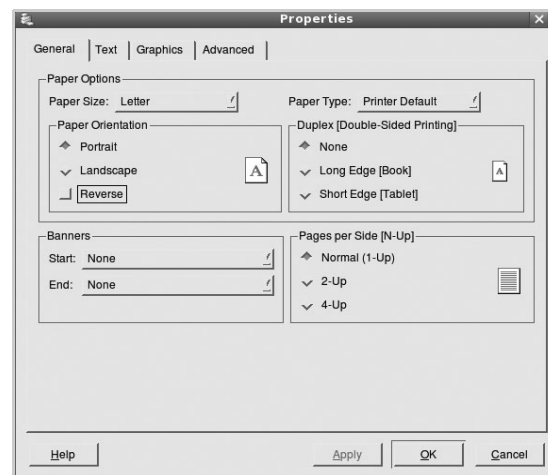 Properties
General Text Graphics Advanced
Paper Options
Paper Size: Letter Paper Type: Printer Default
Paper Orientation
Portrait
Landscape
Reverse
A
Duplex [Double-Sided Printing]
None
Long Edge [Book]
Short Edge [Tablet]
A
Banners
Start: None
End: None
Pages per Side [N-Up]
Normal (1-Up)
2-Up
4-Up
Help Apply OK Cancel